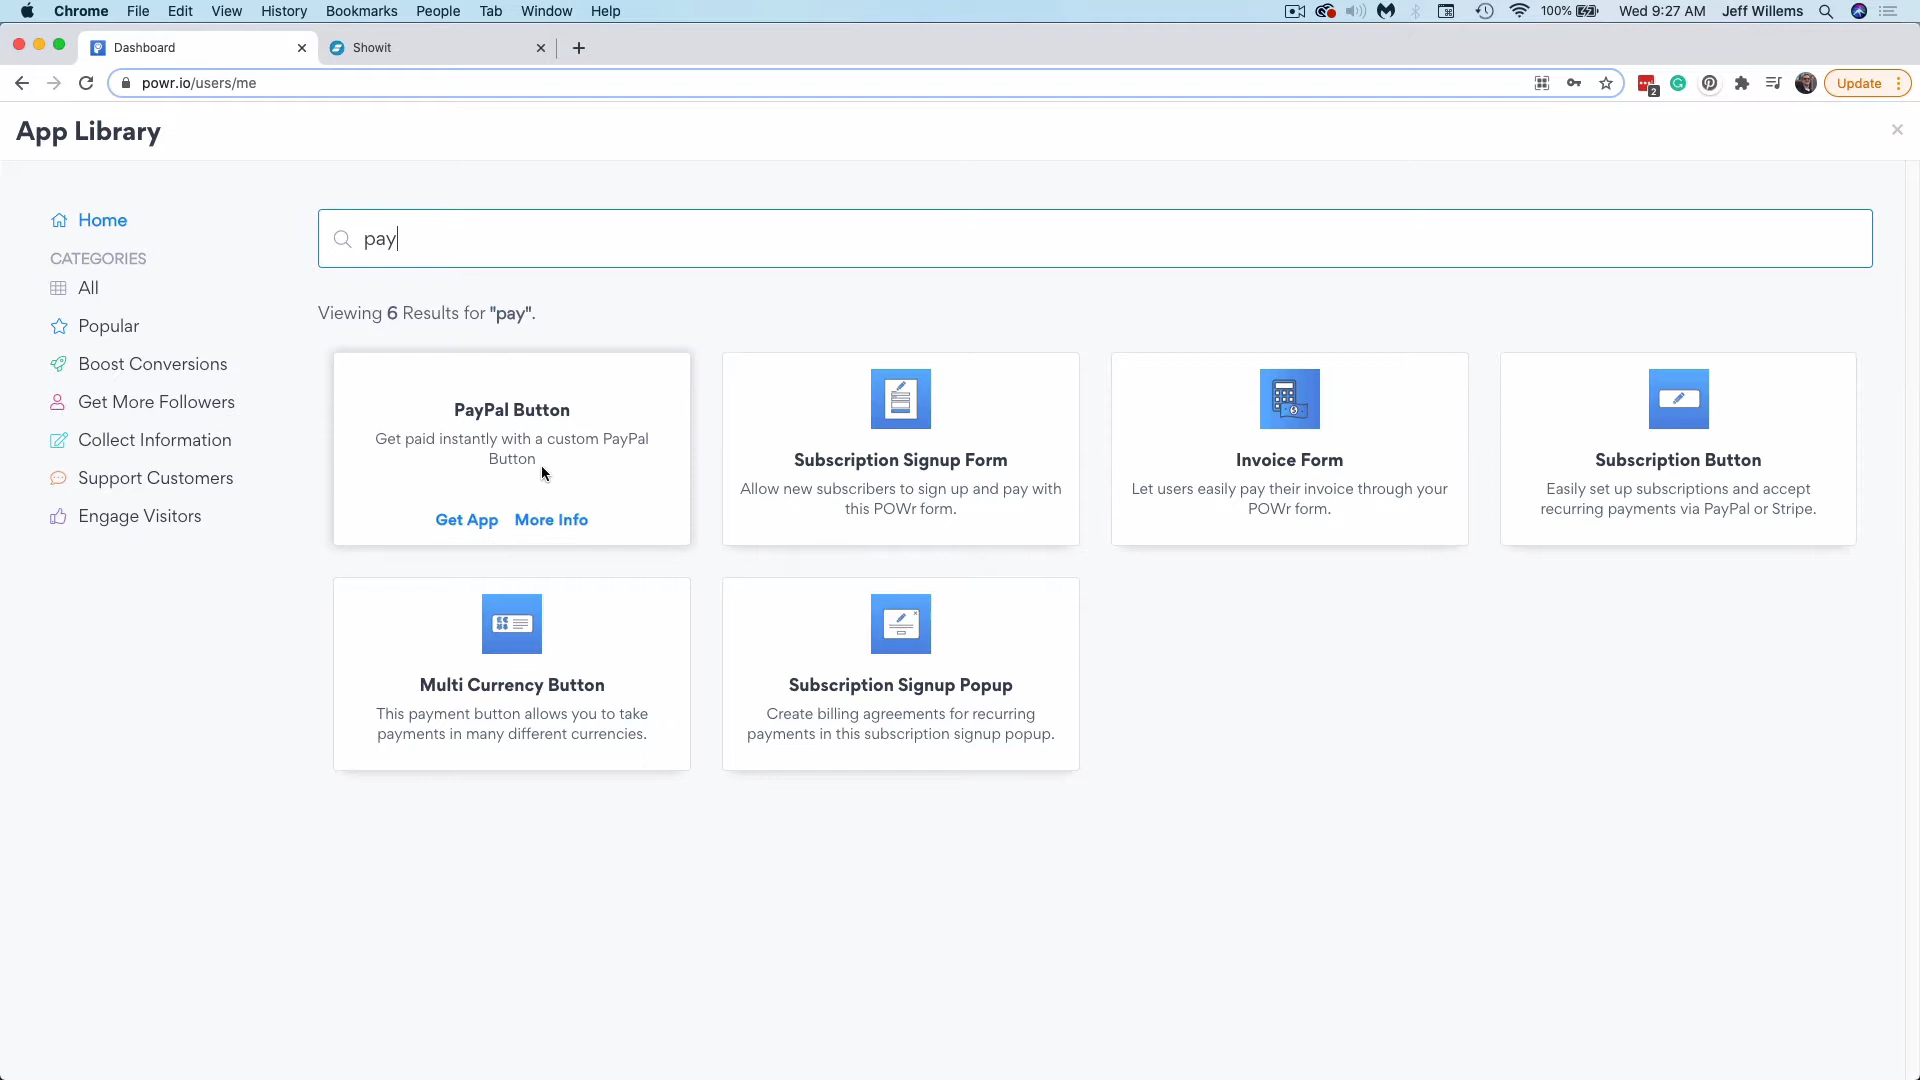 Chrome File Edit View History Bookmarks People Tab Window Help 100% Wed 9:27 AM Jeff Willems
Dashboard Showit
powr.io/users/me 2 Update
App Library
Home
CATEGORIES
All
Popular
Boost Conversions
Get More Followers
Collect Information
Support Customers
Engage Visitors
pay
Viewing 6 Results for "pay".
PayPal Button
Get paid instantly with a custom PayPal
Button
Get App More Info
Subscription Signup Form
Allow new subscribers to sign up and pay with
this POWr form.
Invoice Form
Let users easily pay their invoice through your
POWr form.
Subscription Button
Easily set up subscriptions and accept
recurring payments via PayPal or Stripe.
Multi Currency Button
This payment button allows you to take
payments in many different currencies.
Subscription Signup Popup
Create billing agreements for recurring
payments in this subscription signup popup.